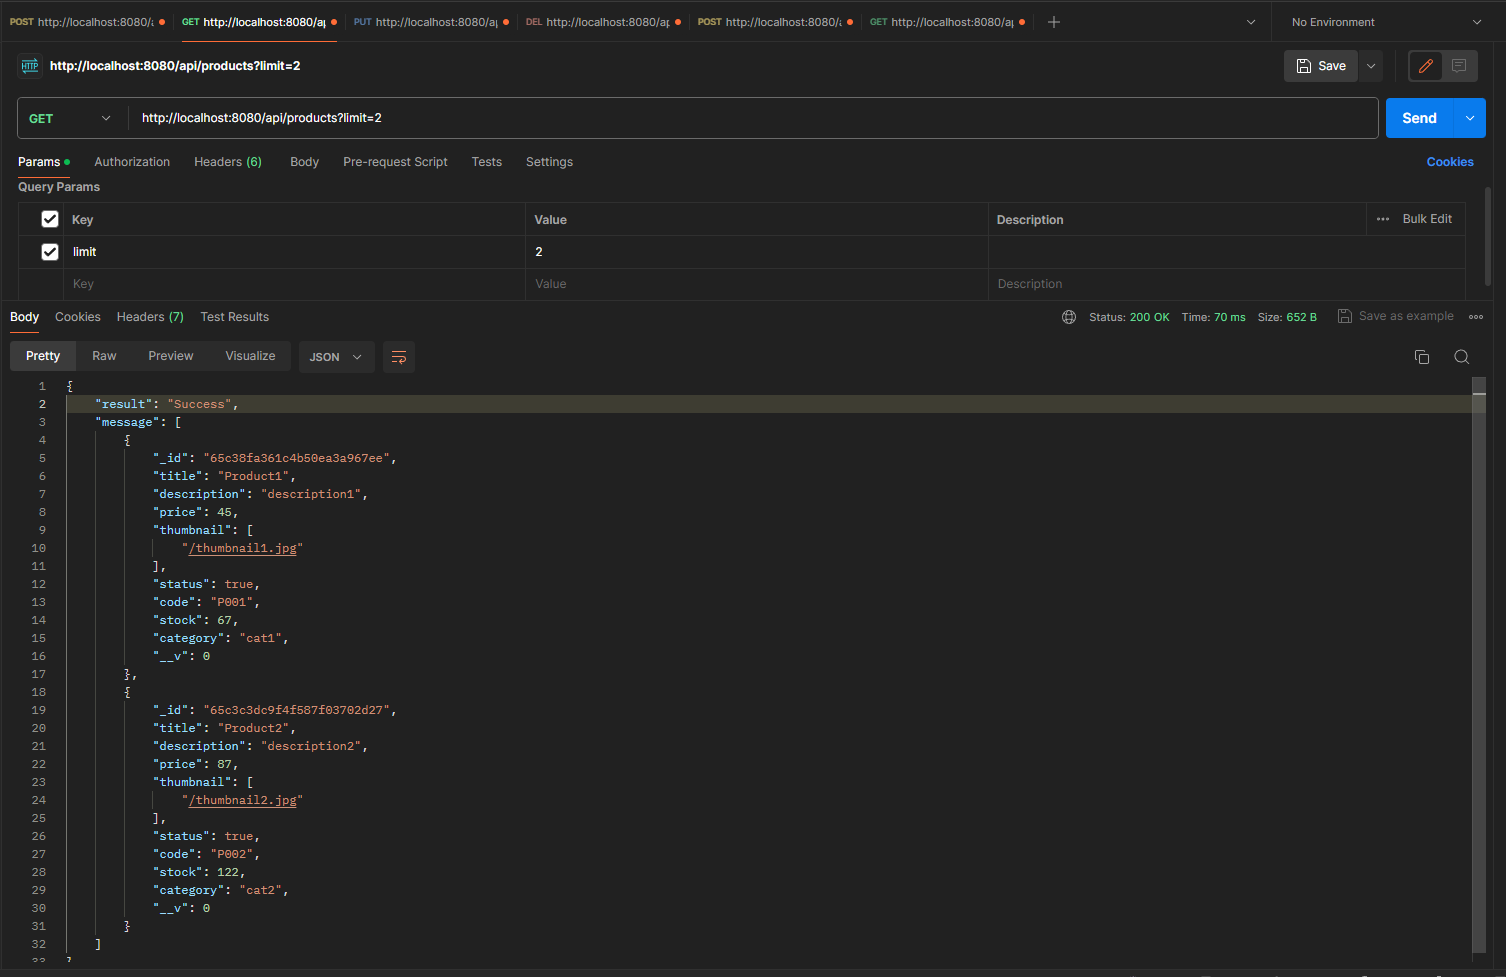 POST http://localhost:8080/a GET http://localhost:8080/ap PUT http://localhost:8080/ap DEL http://localhost:8080/ap POST http://localhost:8080/a GET http://localhost:8080/ap No Environment
HTTP http://localhost:8080/api/products?limit=2 Save
GET http://localhost:8080/api/products?limit=2 Send
Params Authorization Headers (6) Body Pre-request Script Tests Settings Cookies
Query Params
Key Value Description ••• Bulk Edit
limit 2
Key Value Description
Body Cookies Headers (7) Test Results Status: 200 OK Time: 70 ms Size: 652 B Save as example
Pretty Raw Preview Visualize JSON
1 {
2 "result": "Success",
3 "message": [
4 {
5 "_id": "65c38fa361c4b50ea3a967ee",
6 "title": "Product1",
7 "description": "description1",
8 "price": 45,
9 "thumbnail": [
10 "/thumbnail1.jpg"
11 ],
12 "status": true,
13 "code": "P001",
14 "stock": 67,
15 "category": "cat1",
16 "__v": 0
17 },
18 {
19 "_id": "65c3c3dc9f4f587f03702d27",
20 "title": "Product2",
21 "description": "description2",
22 "price": 87,
23 "thumbnail": [
24 "/thumbnail2.jpg"
25 ],
26 "status": true,
27 "code": "P002",
28 "stock": 122,
29 "category": "cat2",
30 "__v": 0
31 }
32 ]
33 }